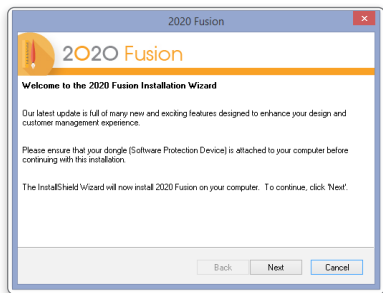 2020 Fusion
2020 Fusion
Welcome to the 2020 Fusion Installation Wizard
Our latest update is full of many new and exciting features designed to enhance your design and
customer management experience.
Please ensure that your dongle (Software Protection Device) is attached to your computer before
continuing with this installation.
The InstallShield Wizard will now install 2020 Fusion on your computer. To continue, click 'Next'.
Back Next Cancel